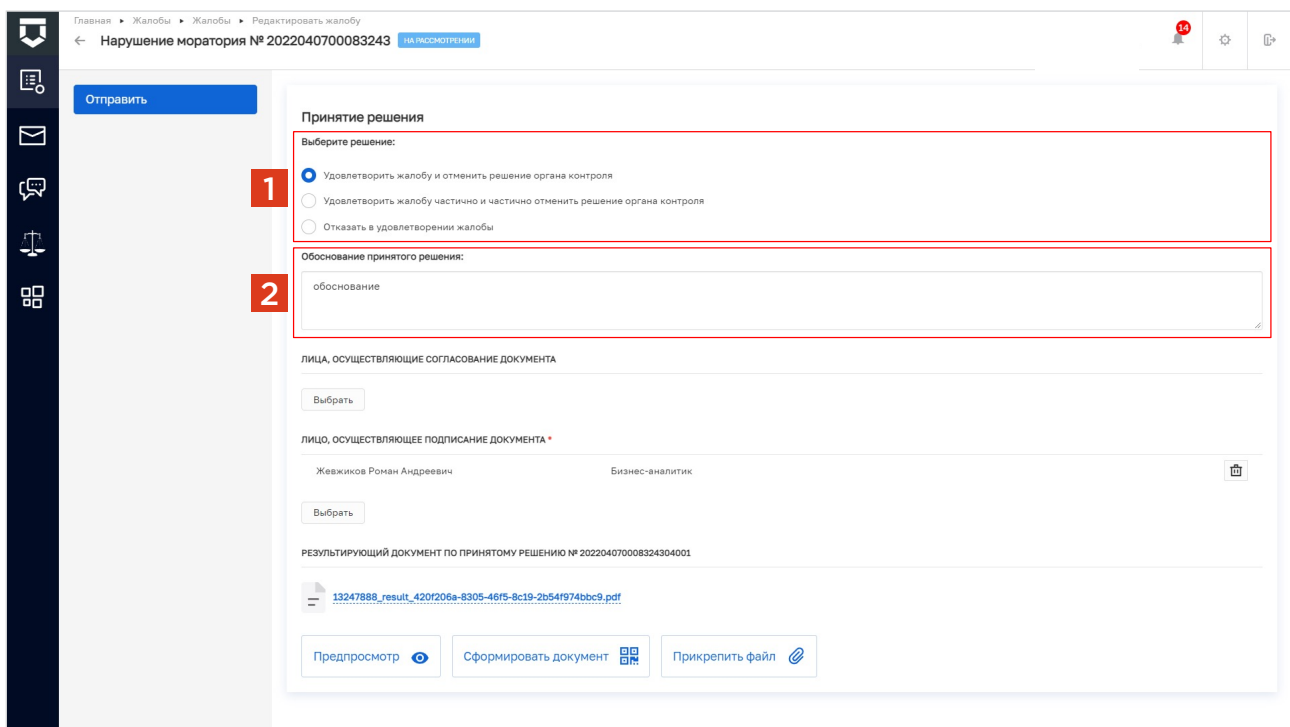 Главная ▸ Жалобы ▸ Жалобы ▸ Редактировать жалобу
← Нарушение моратория № 2022040700083243 НА РАССМОТРЕНИИ
14
Отправить
Принятие решения
Выберите решение:
1
Удовлетворить жалобу и отменить решение органа контроля
Удовлетворить жалобу частично и частично отменить решение органа контроля
Отказать в удовлетворении жалобы
Обоснование принятого решения:
2
обоснование
ЛИЦА, ОСУЩЕСТВЛЯЮЩИЕ СОГЛАСОВАНИЕ ДОКУМЕНТА
Выбрать
ЛИЦО, ОСУЩЕСТВЛЯЮЩЕЕ ПОДПИСАНИЕ ДОКУМЕНТА *
Жевжиков Роман Андреевич Бизнес-аналитик
Выбрать
РЕЗУЛЬТИРУЮЩИЙ ДОКУМЕНТ ПО ПРИНЯТОМУ РЕШЕНИЮ № 202204070008324304001
13247888_result_420f206a-8305-46f5-8c19-2b54f974bbc9.pdf
Предпросмотр Сформировать документ Прикрепить файл